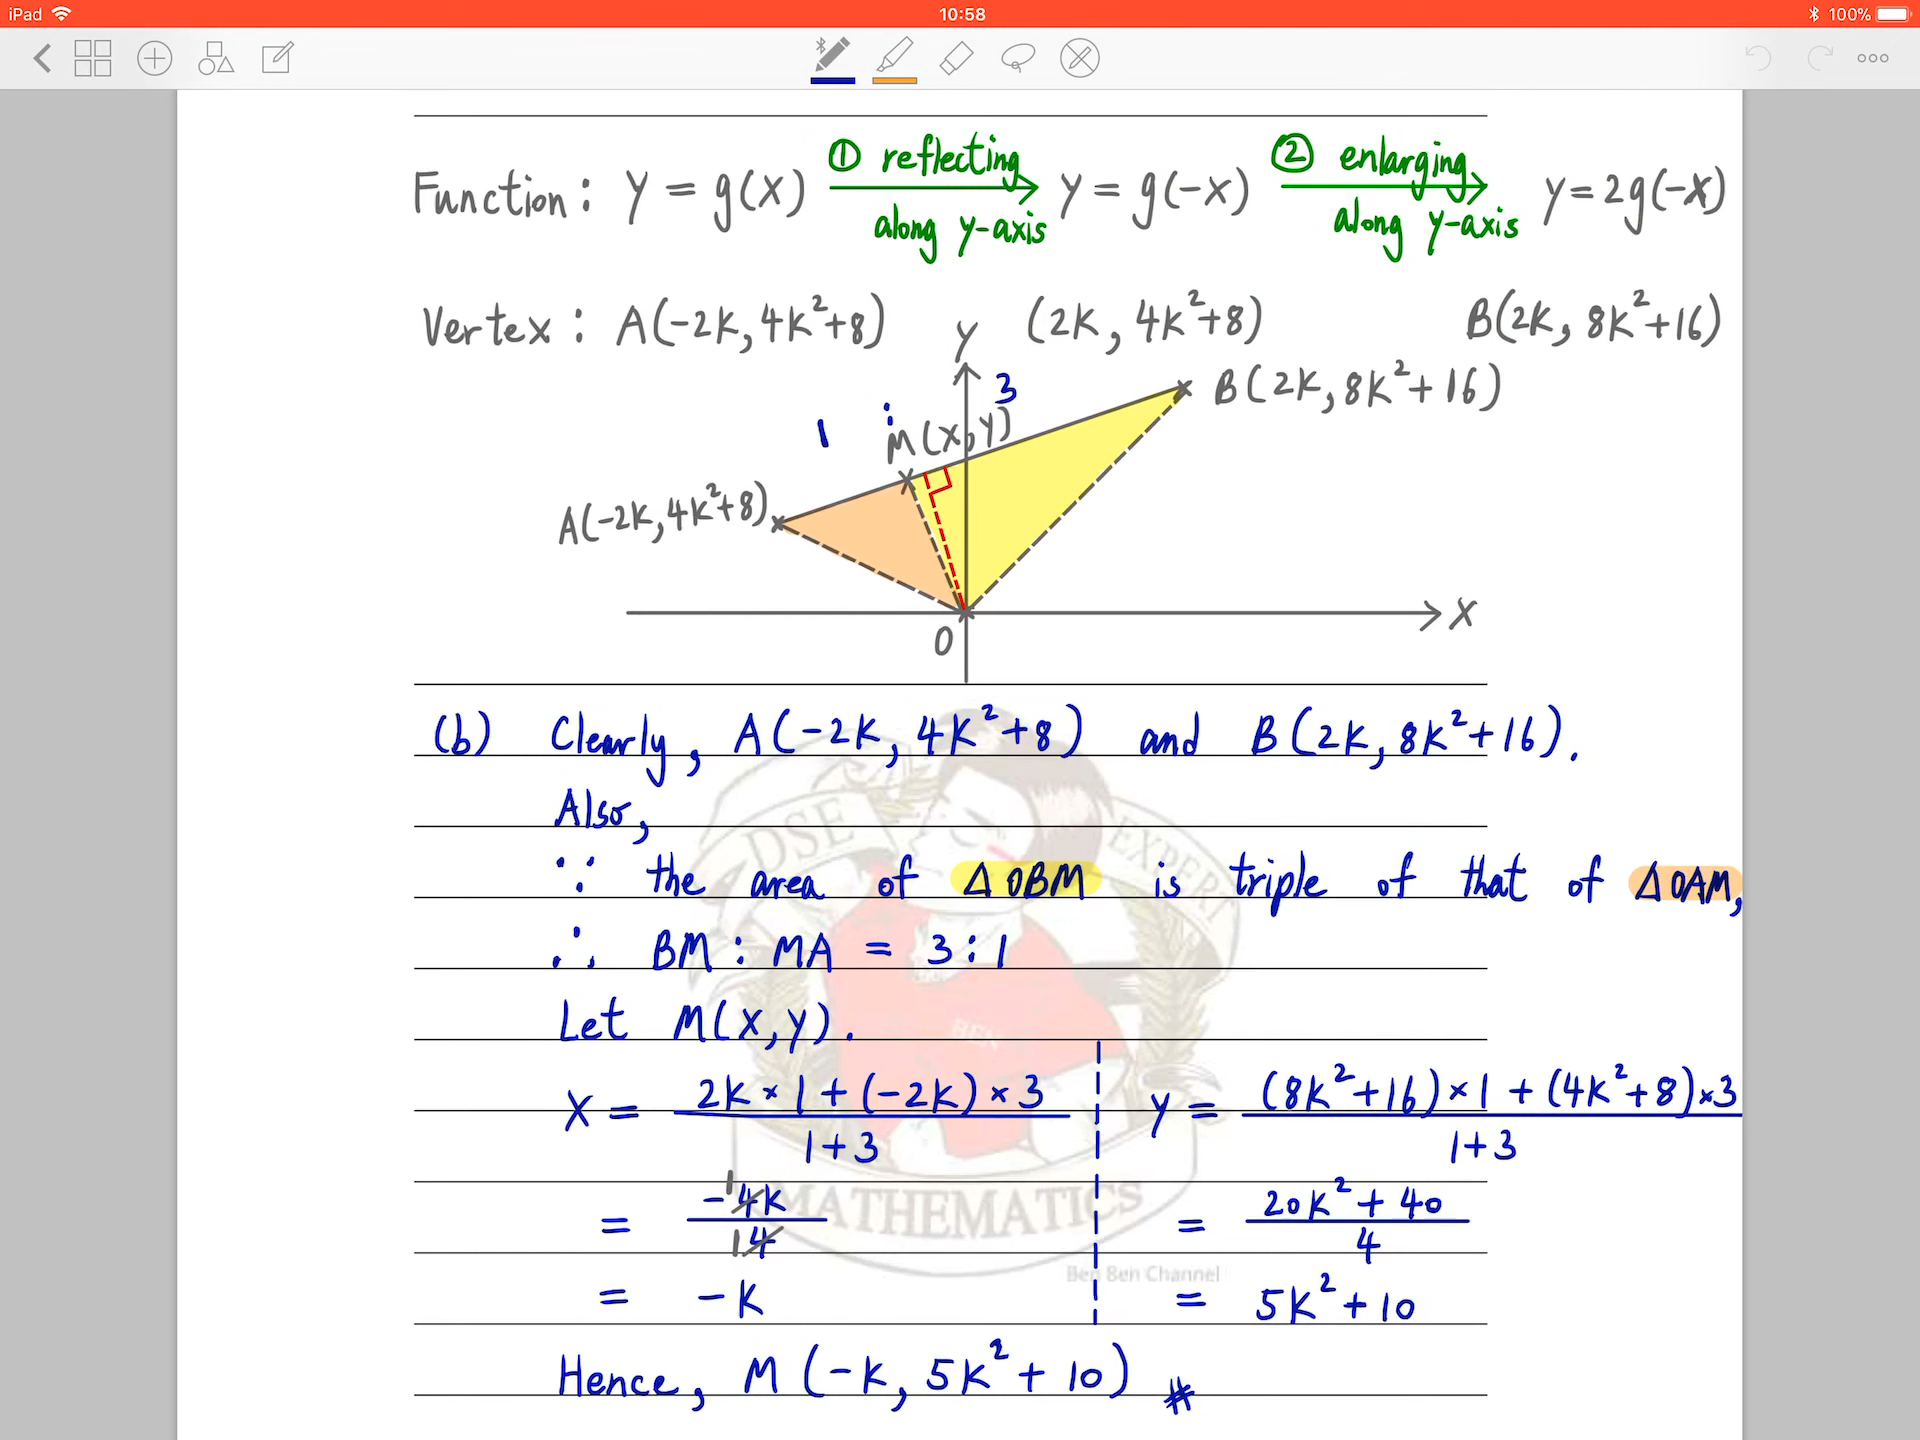 iPad 10:58 100%
Function: y = g(x) ① reflecting along y-axis y = g(-x) ② enlarging along y-axis y = 2g(-x)
Vertex: A(-2k, 4k²+8) (2k, 4k²+8) B(2k, 8k²+16)
y
3
B(2k, 8k²+16)
1 :
M(x,y)
A(-2k, 4k²+8)
x
O
(b) Clearly, A(-2k, 4k²+8) and B(2k, 8k²+16).
Also,
∵ the area of ΔOBM is triple of that of ΔOAM,
∴ BM : MA = 3 : 1
Let M(x,y).
x = (2k × 1 + (-2k) × 3)/(1+3) y = ((8k²+16) × 1 + (4k²+8) × 3)/(1+3)
= -4k/4 1 1 = (20k² + 40)/4
= -k = 5k² + 10
Hence, M(-k, 5k² + 10) #
DSE EXPERT
BEN
MATHEMATICS
Ben Ben Channel